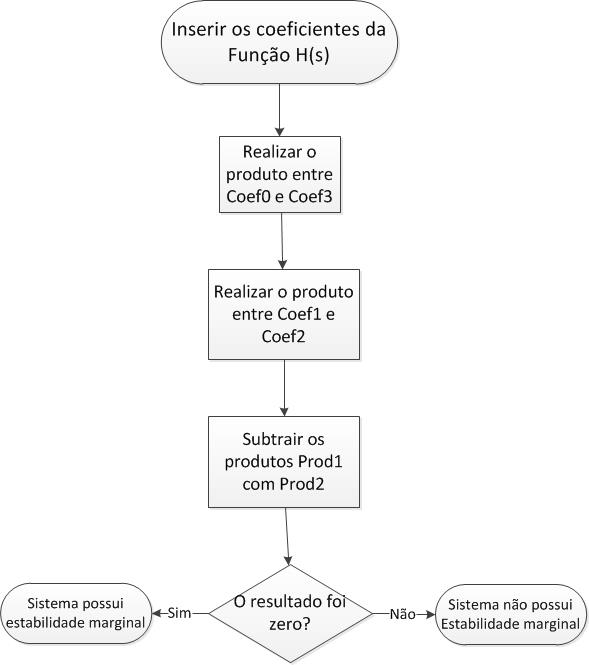 Inserir os coeficientes da
Função H(s)
Realizar o
produto entre
Coef0 e Coef3
Realizar o produto
entre Coef1 e
Coef2
Subtrair os
produtos Prod1
com Prod2
O resultado foi
zero?
Sim
Não
Sistema possui
estabilidade marginal
Sistema não possui
Estabilidade marginal